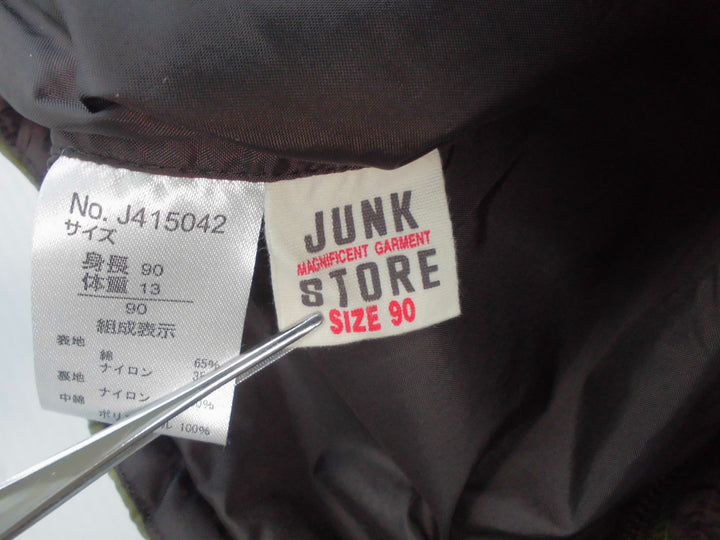 No. J415042
サイズ
身長 90
体重 13
90
組成表示
表地
綿 65%
ナイロン
裏地
ナイロン
中綿
100%
JUNK
MAGNIFICENT GARMENT
STORE
SIZE 90